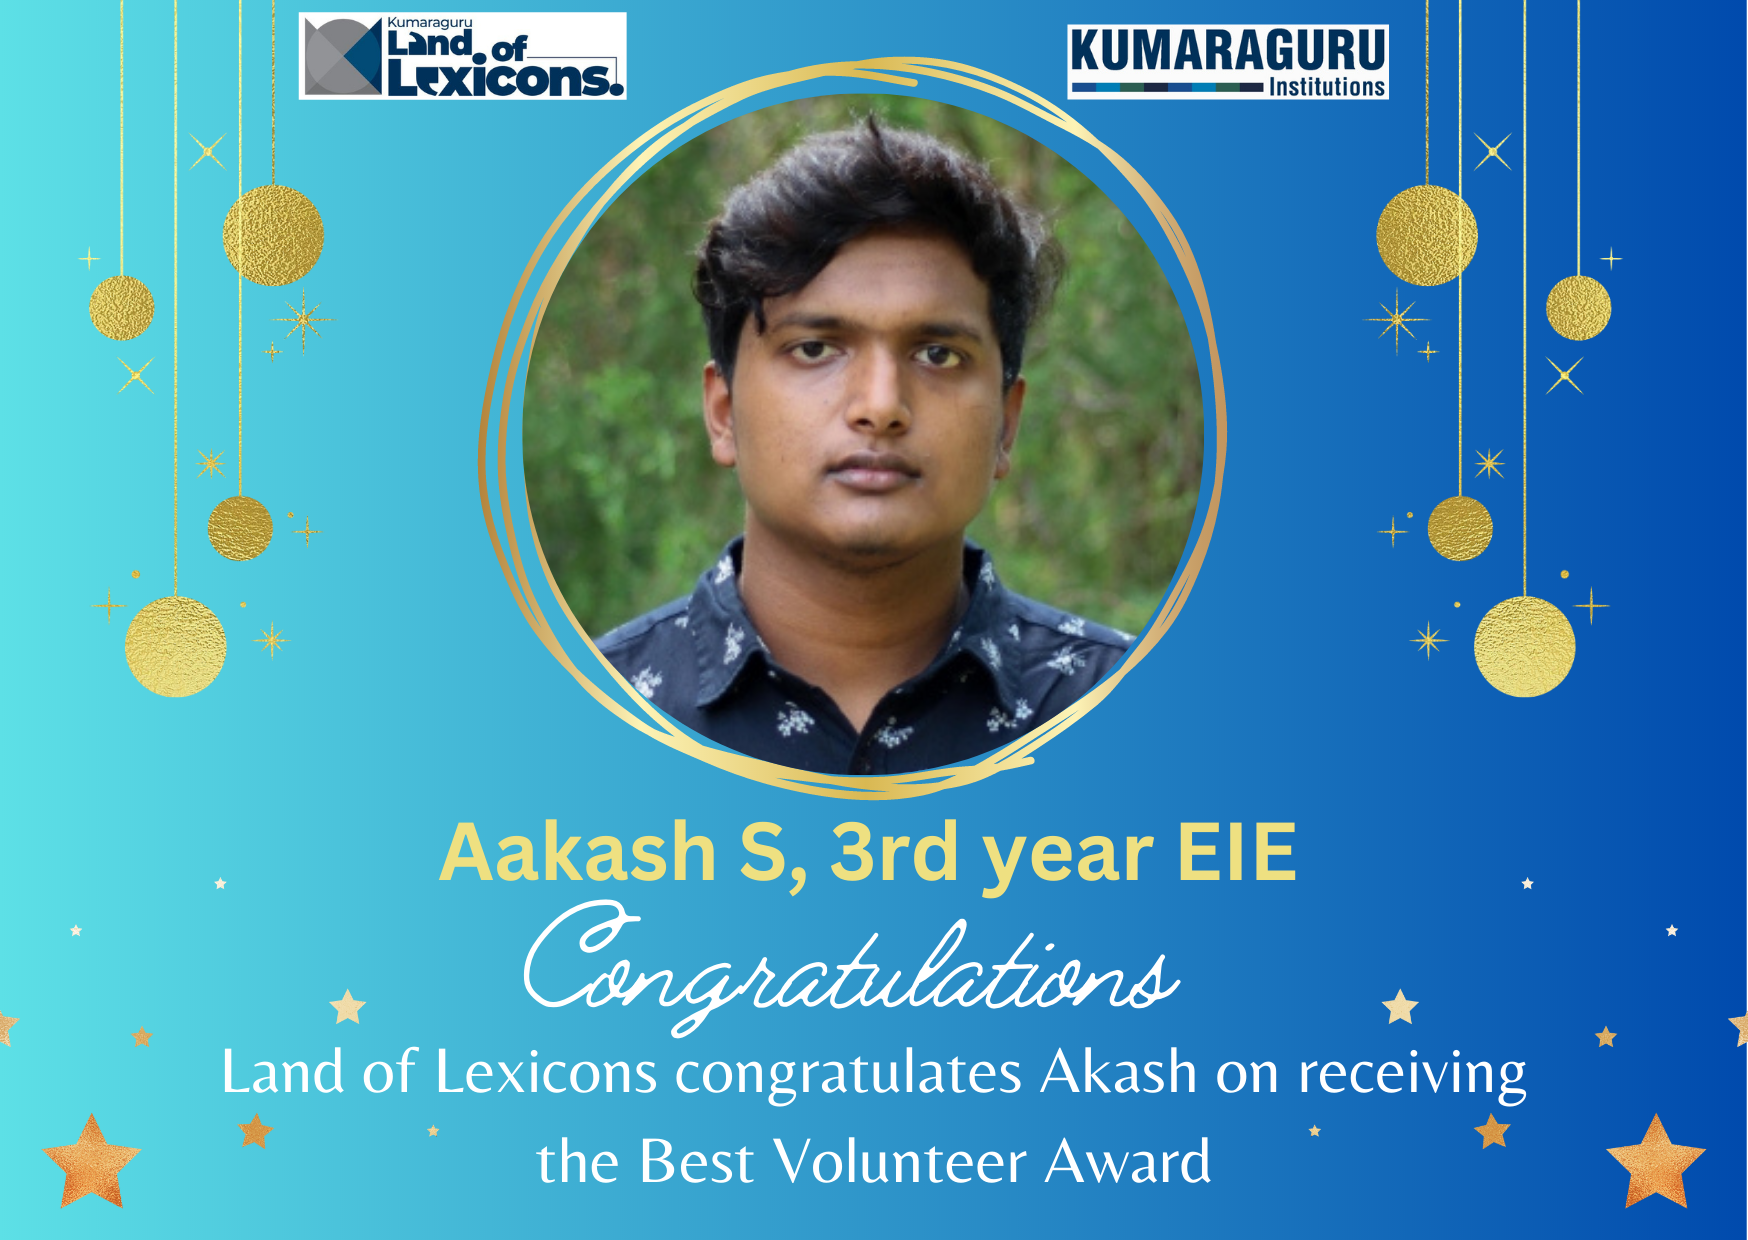 Kumaraguru
Land of
Lexicons.
KUMARAGURU
Institutions
Aakash S, 3rd year EIE
Congratulations
Land of Lexicons congratulates Akash on receiving
the Best Volunteer Award